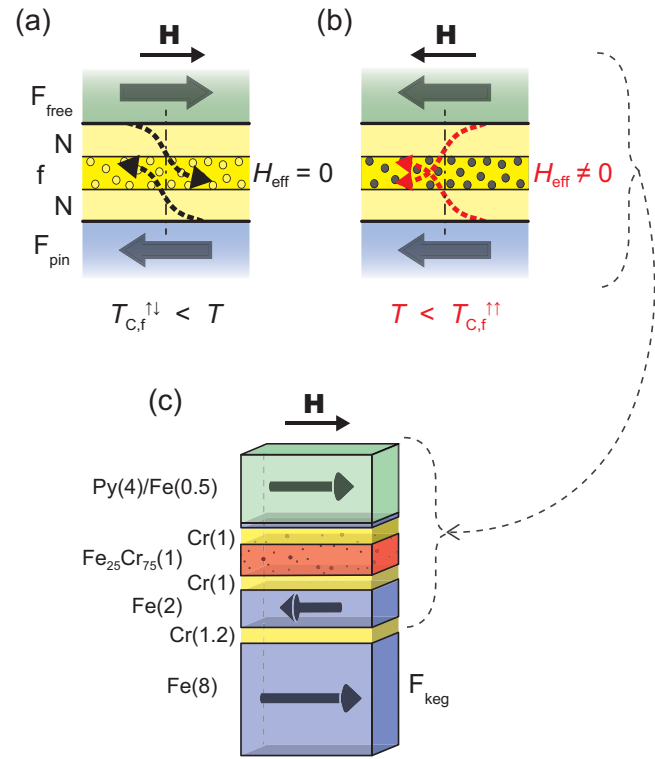 (a)
H
(b)
H
F_free
N
f
N
F_pin
H_eff = 0
H_eff ≠ 0
T_C,f^↑↓ < T
T < T_C,f^↑↑
(c)
H
Py(4)/Fe(0.5)
Cr(1)
Fe25Cr75(1)
Cr(1)
Fe(2)
Cr(1.2)
Fe(8)
F_keg